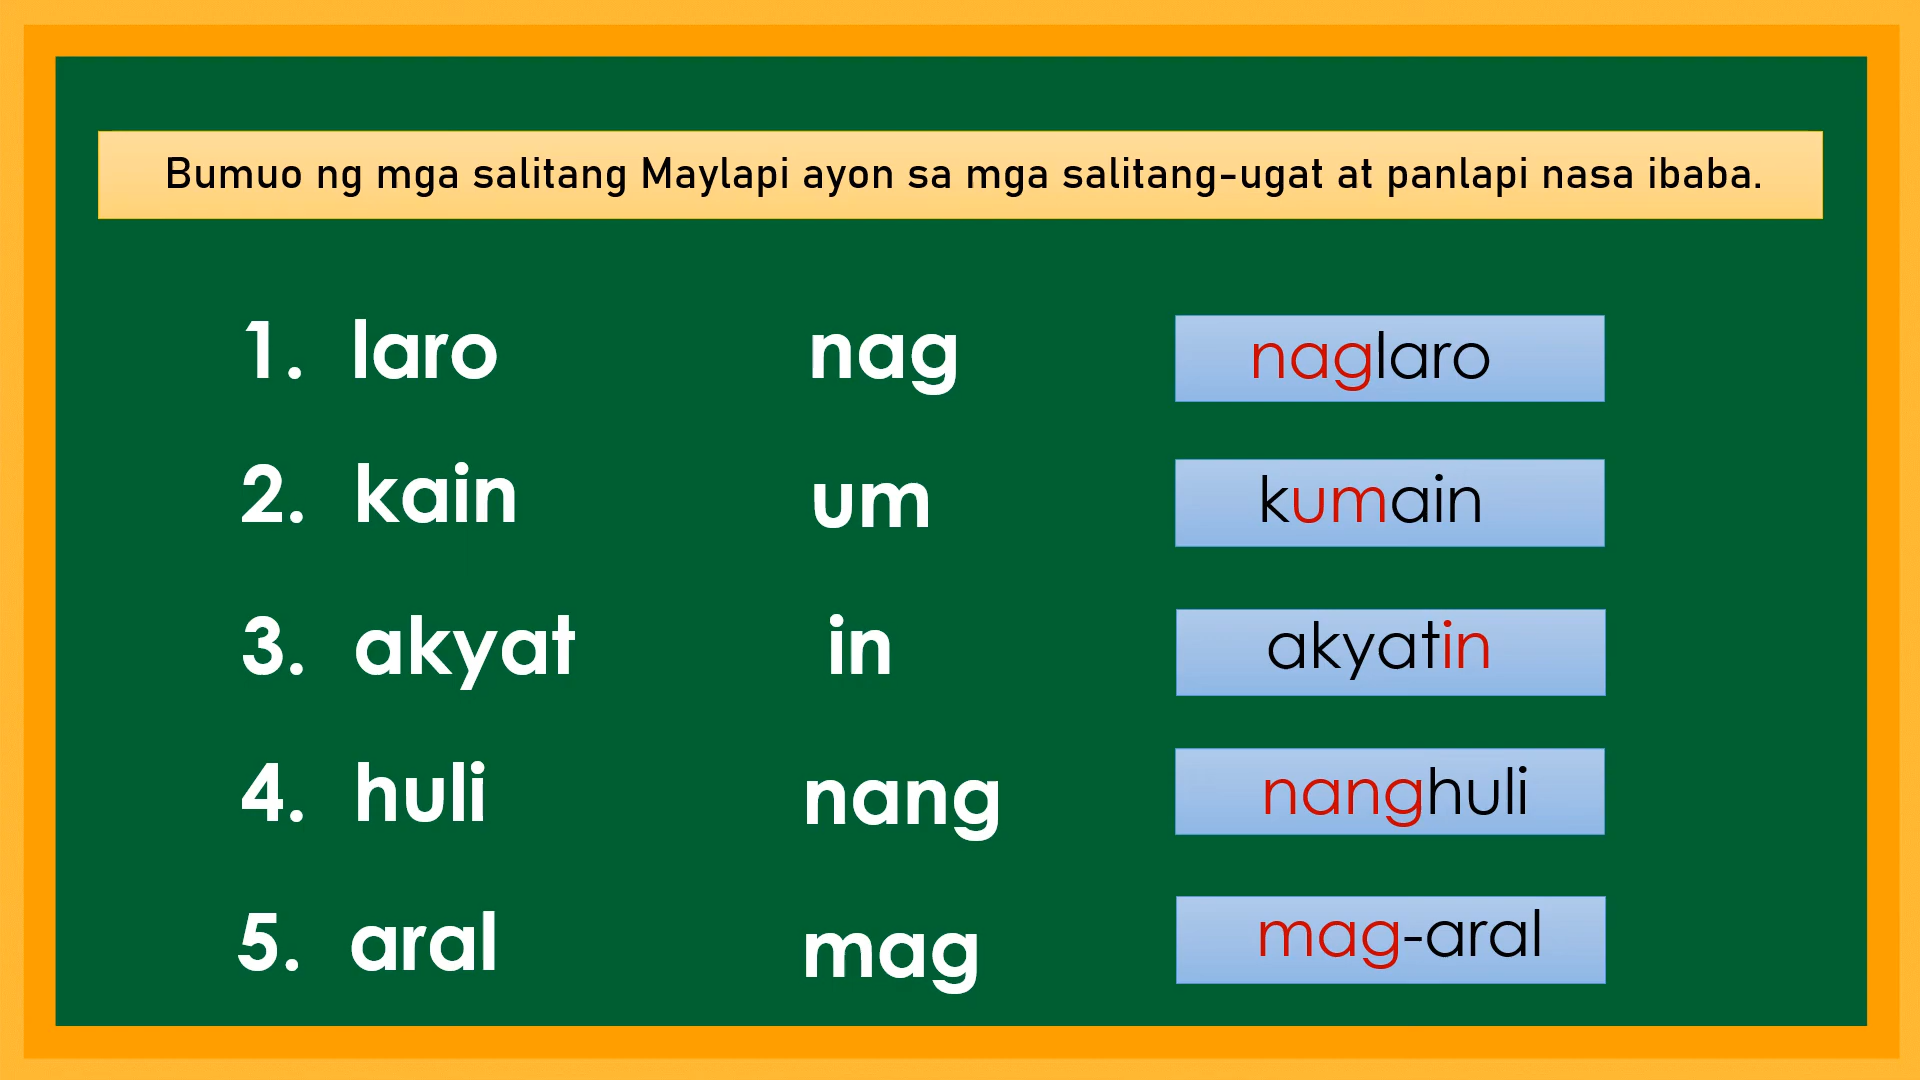 Bumuo ng mga salitang Maylapi ayon sa mga salitang-ugat at panlapi nasa ibaba.
1. laro nag naglaro
2. kain um kumain
3. akyat in akyatin
4. huli nang nanghuli
5. aral mag mag-aral